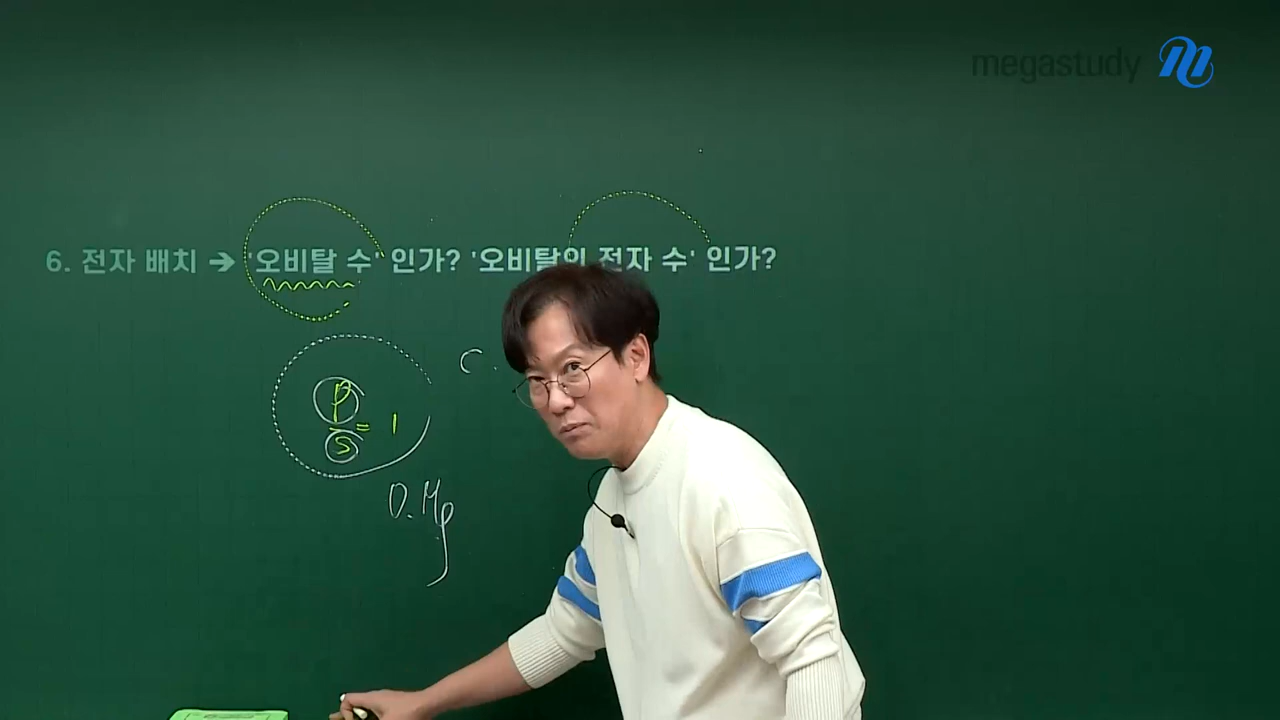 megastudy
6. 전자 배치 → '오비탈 수' 인가? '오비탈의 전자 수' 인가?
C.
p
s
= 1
O. Mg